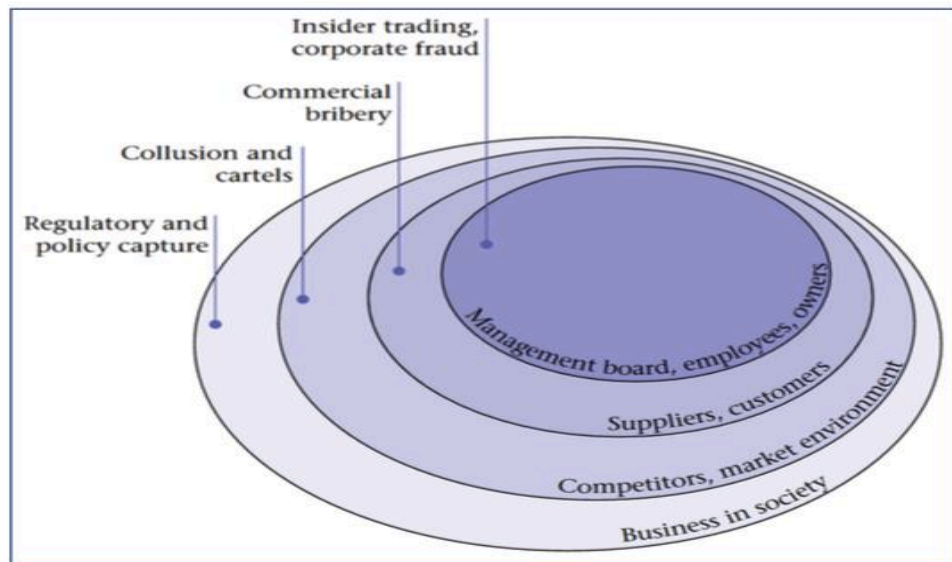 Insider trading,
corporate fraud
Commercial
bribery
Collusion and
cartels
Regulatory and
policy capture
Management board, employees, owners
Suppliers, customers
Competitors, market environment
Business in society